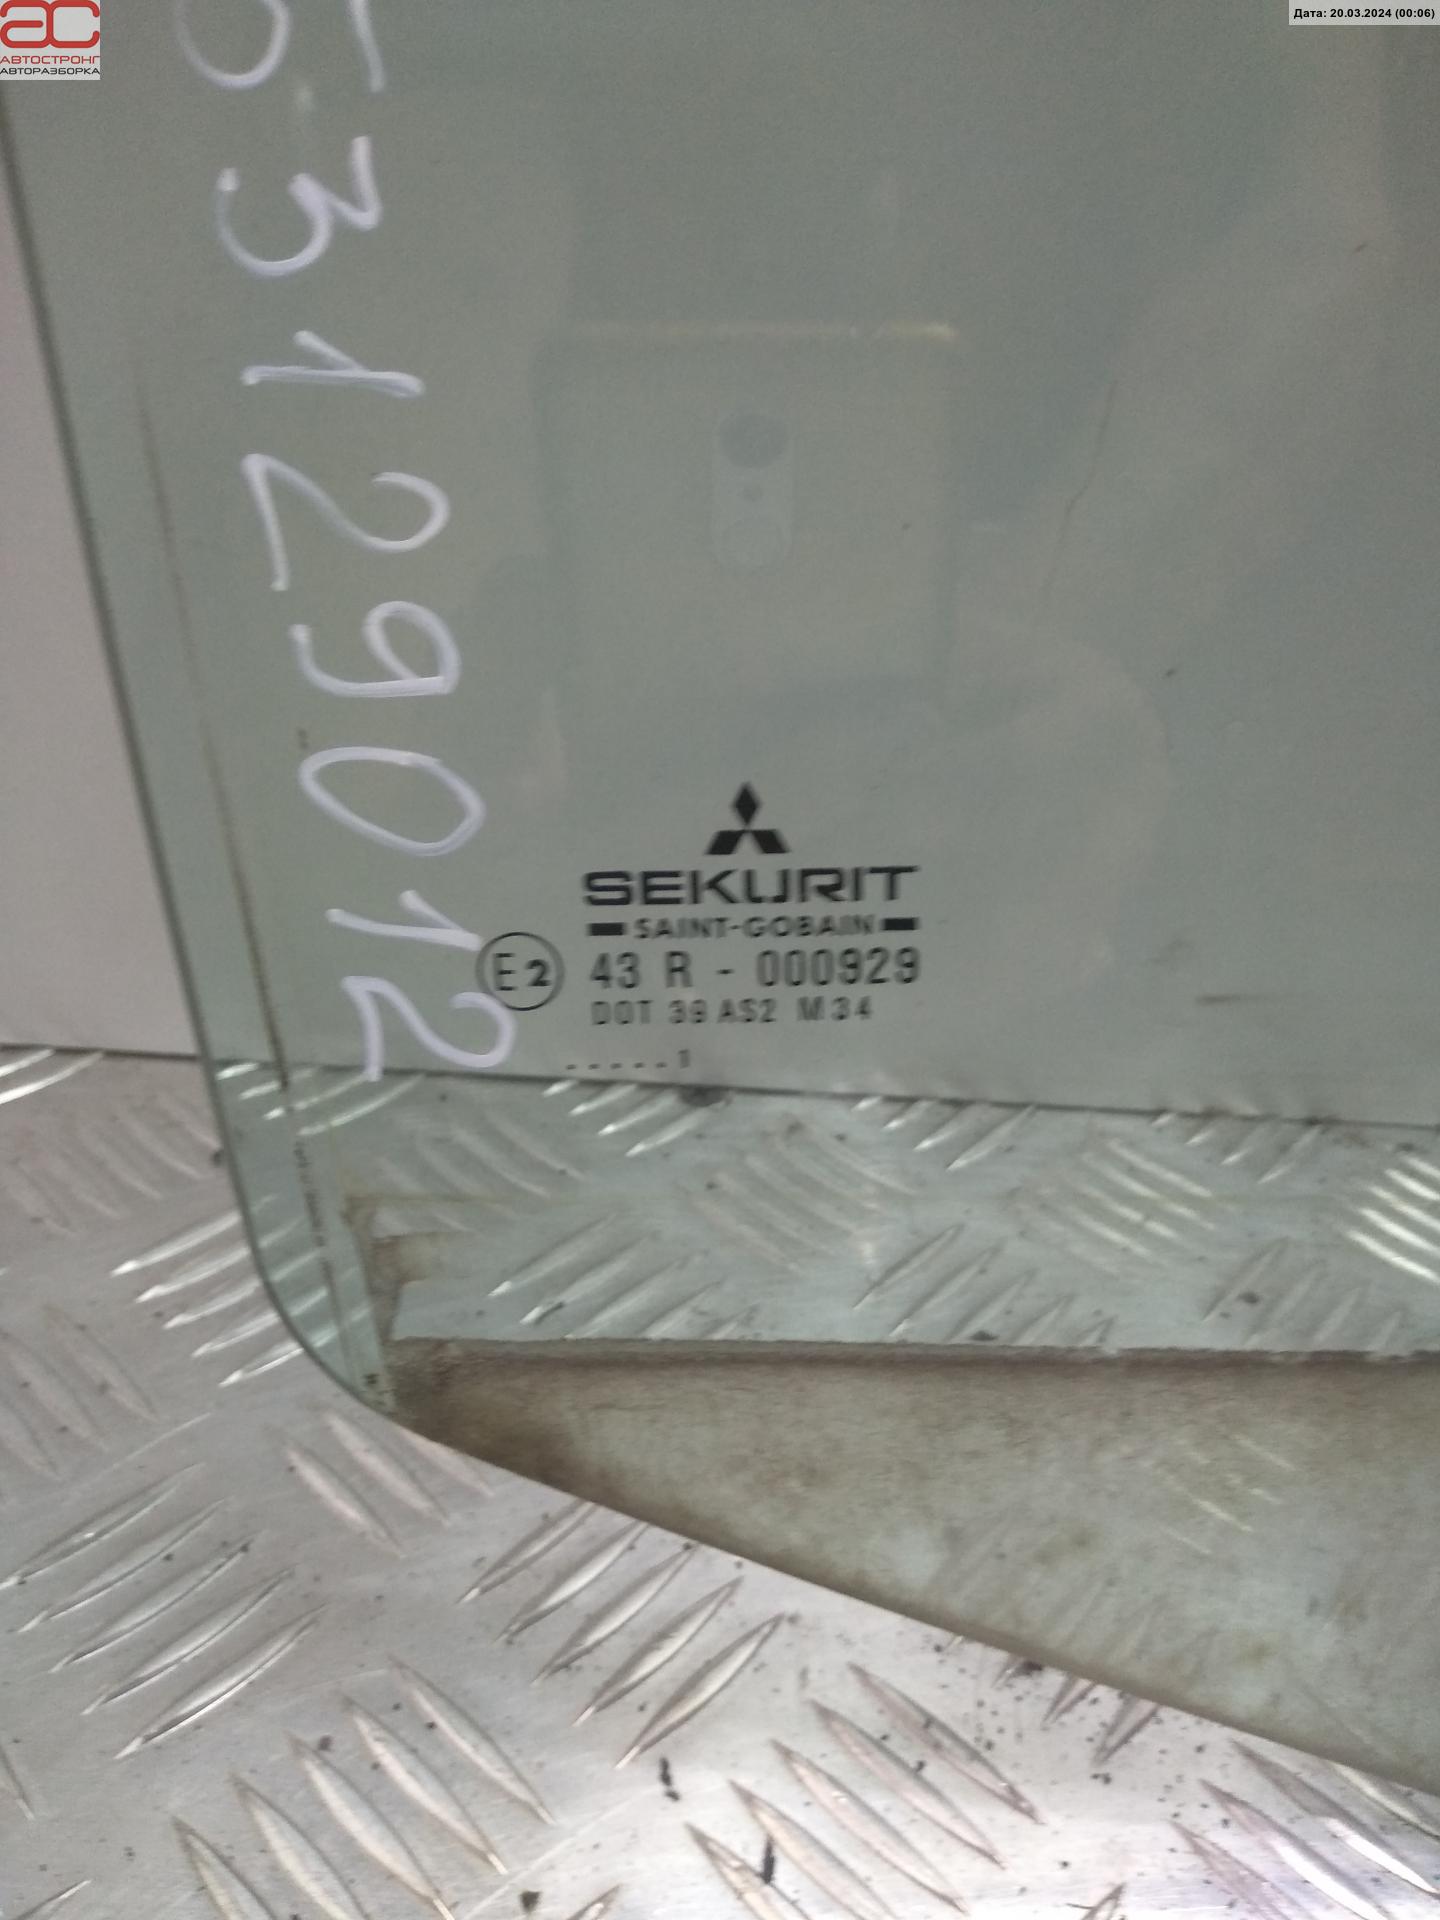 АВТОСТРОНГ
АВТОРАЗБОРКА
Дата: 20.03.2024 (00:06)
53129012
SEKURIT
SAINT-GOBAIN
E2 43 R - 000929
DOT 39 AS2 M34
.....1